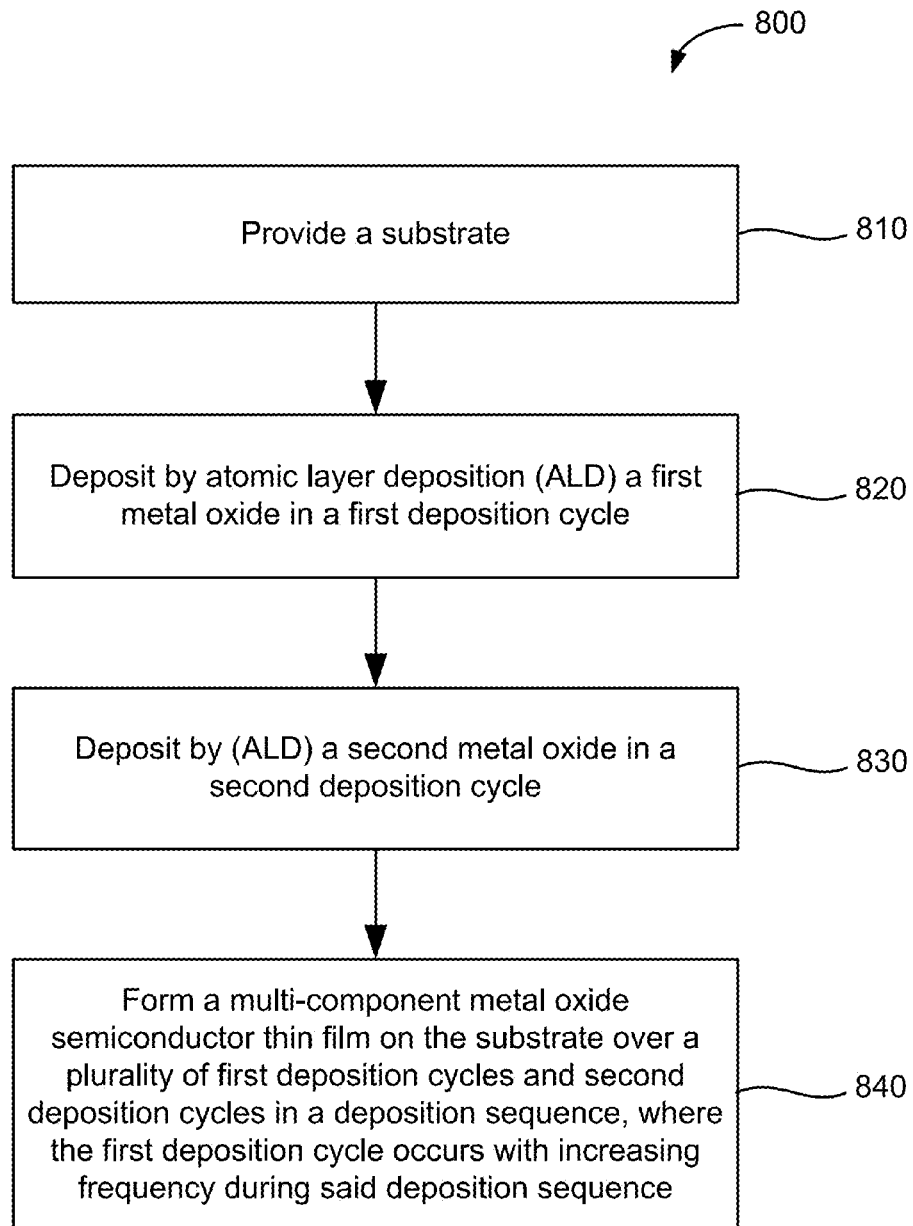 800
Provide a substrate
810
Deposit by atomic layer deposition (ALD) a first
metal oxide in a first deposition cycle
820
Deposit by (ALD) a second metal oxide in a
second deposition cycle
830
Form a multi-component metal oxide
semiconductor thin film on the substrate over a
plurality of first deposition cycles and second
deposition cycles in a deposition sequence, where
the first deposition cycle occurs with increasing
frequency during said deposition sequence
840